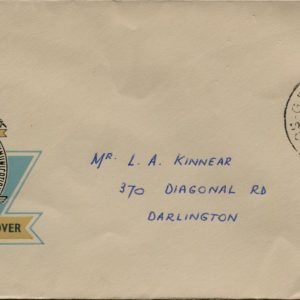 Mr. L. A. KINNEAR
370 DIAGONAL RD
DARLINGTON
OVER